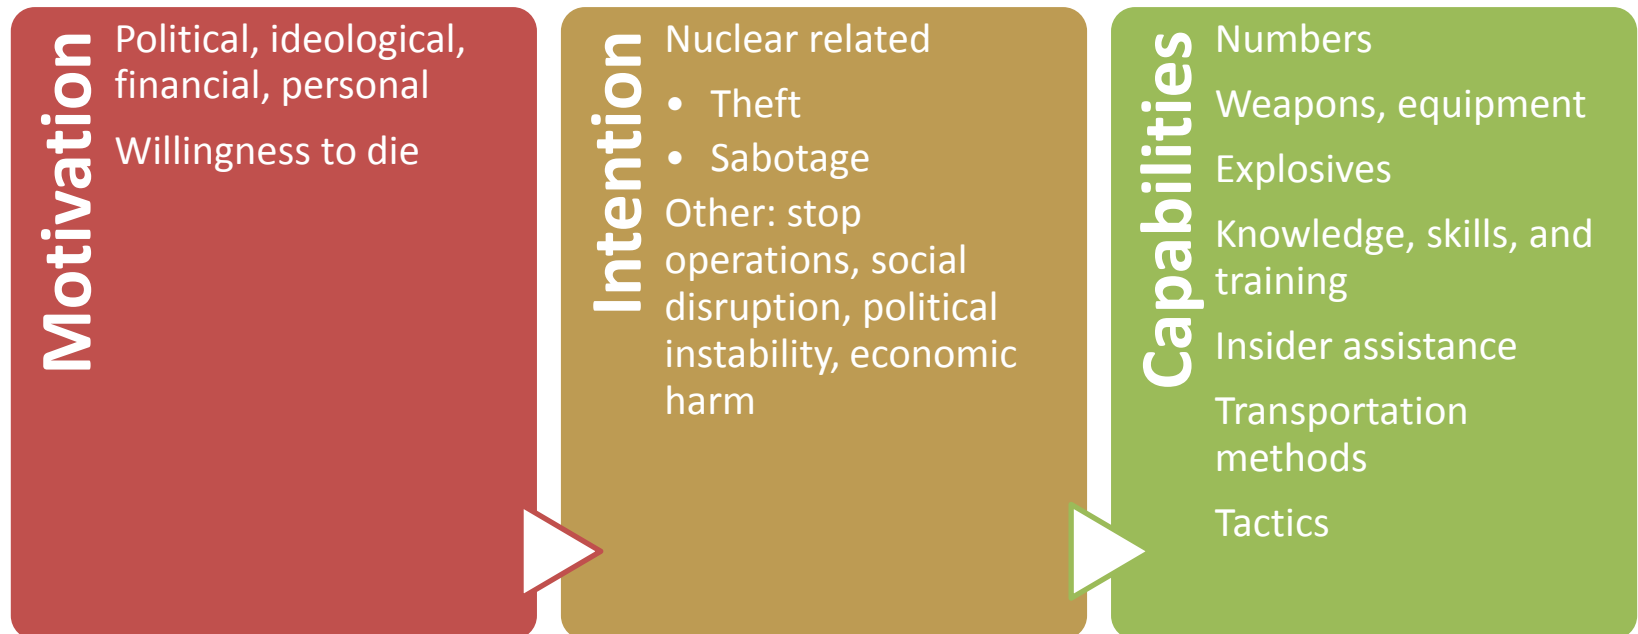 Motivation
Political, ideological,
financial, personal
Willingness to die
Intention
Nuclear related
• Theft
• Sabotage
Other: stop
operations, social
disruption, political
instability, economic
harm
Capabilities
Numbers
Weapons, equipment
Explosives
Knowledge, skills, and
training
Insider assistance
Transportation
methods
Tactics